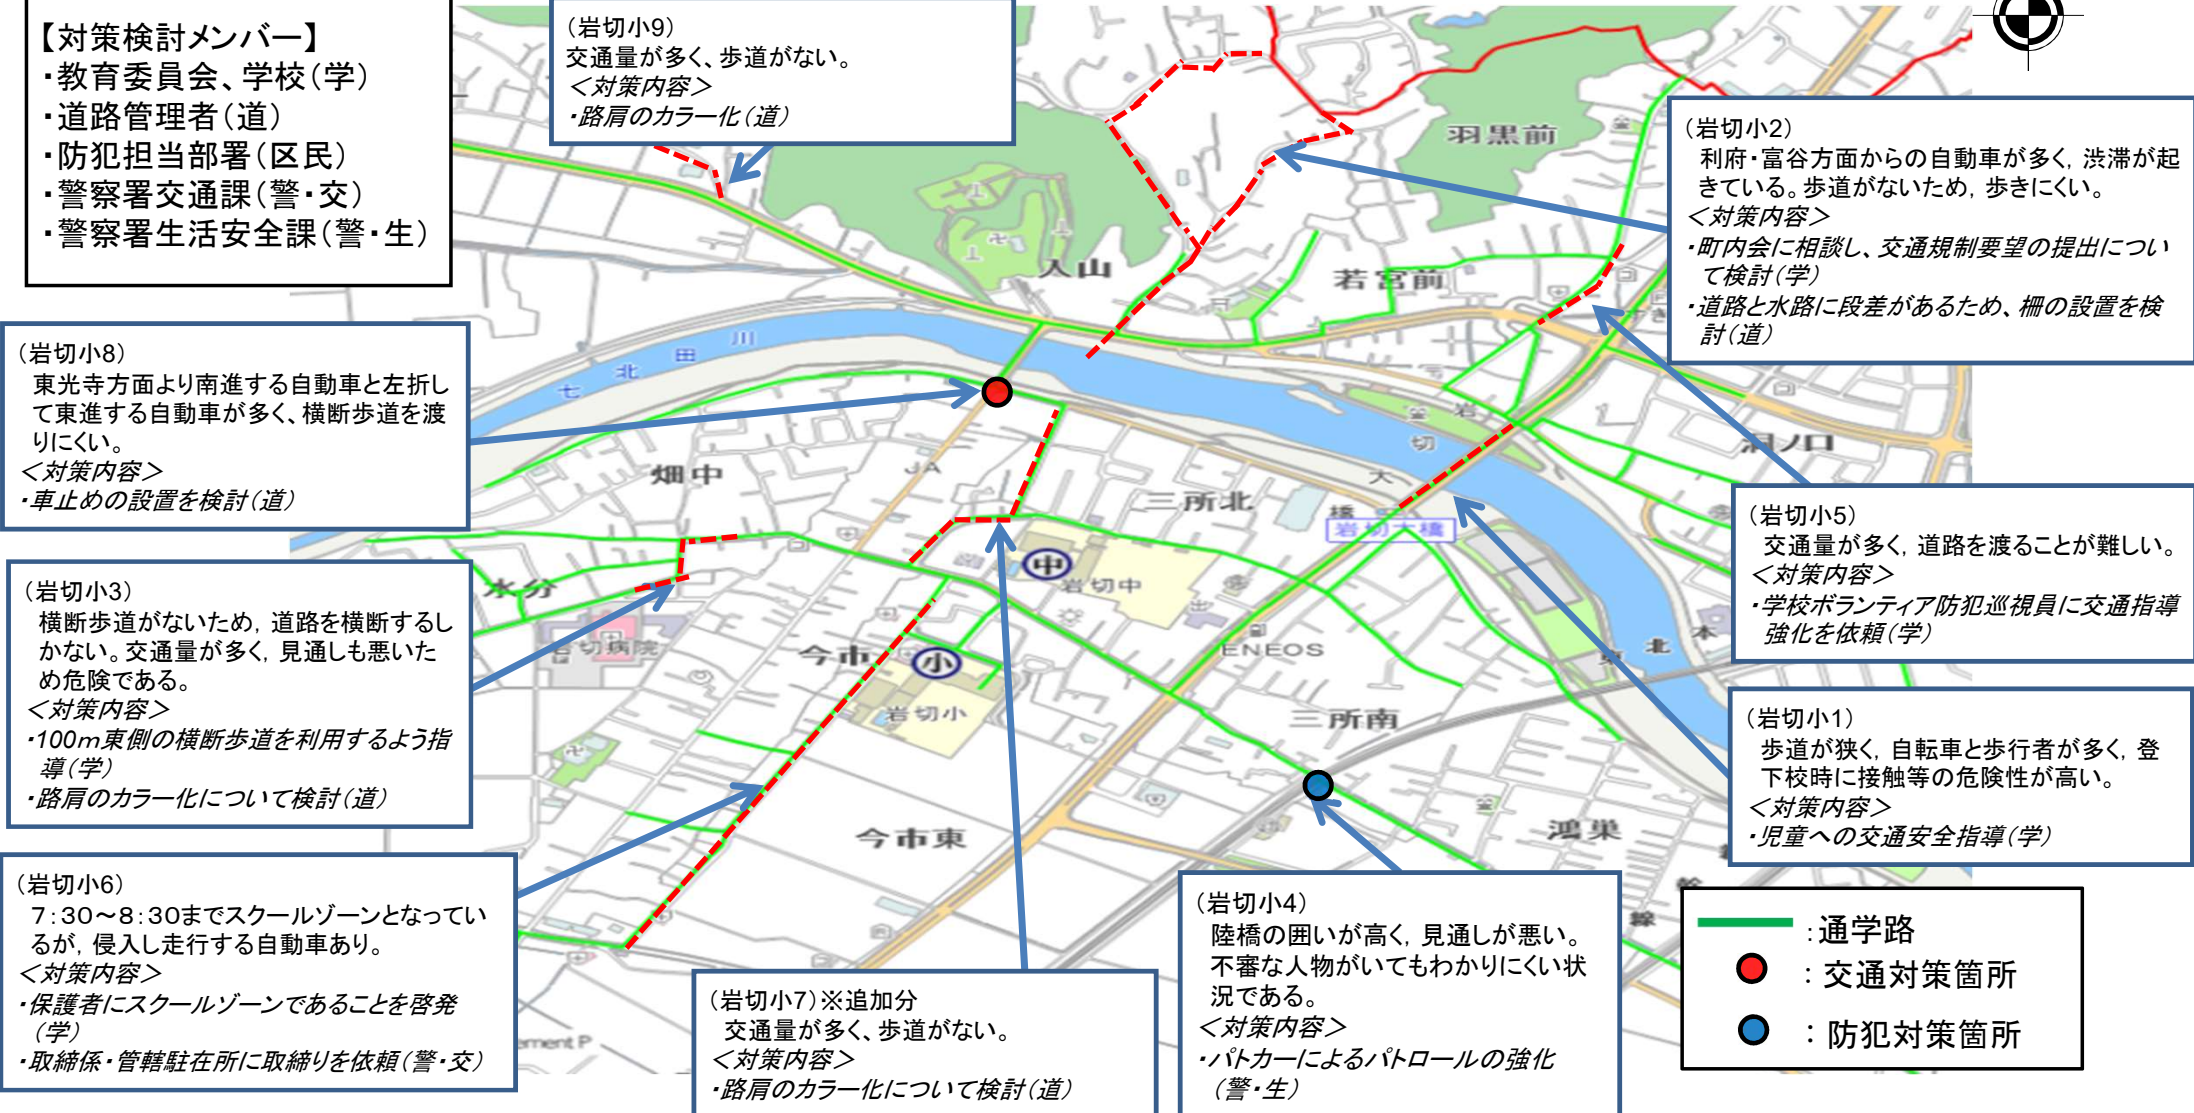 【対策検討メンバー】
・教育委員会、学校(学)
・道路管理者(道)
・防犯担当部署(区民)
・警察署交通課(警・交)
・警察署生活安全課(警・生)
(岩切小9)
交通量が多く、歩道がない。
＜対策内容＞
・路肩のカラー化(道)
(岩切小2)
利府・富谷方面からの自動車が多く, 渋滞が起
きている。歩道がないため, 歩きにくい。
＜対策内容＞
・町内会に相談し、交通規制要望の提出につい
て検討(学)
・道路と水路に段差があるため、柵の設置を検
討(道)
(岩切小8)
東光寺方面より南進する自動車と左折し
て東進する自動車が多く、横断歩道を渡
りにくい。
＜対策内容＞
・車止めの設置を検討(道)
(岩切小5)
交通量が多く, 道路を渡ることが難しい。
＜対策内容＞
・学校ボランティア防犯巡視員に交通指導
強化を依頼(学)
(岩切小3)
横断歩道がないため, 道路を横断するし
かない。交通量が多く, 見通しも悪いた
め危険である。
＜対策内容＞
・100m東側の横断歩道を利用するよう指
導(学)
・路肩のカラー化について検討(道)
(岩切小1)
歩道が狭く, 自転車と歩行者が多く, 登
下校時に接触等の危険性が高い。
＜対策内容＞
・児童への交通安全指導(学)
(岩切小6)
7:30～8:30までスクールゾーンとなってい
るが, 侵入し走行する自動車あり。
＜対策内容＞
・保護者にスクールゾーンであることを啓発
(学)
・取締係・管轄駐在所に取締りを依頼(警・交)
(岩切小7)※追加分
交通量が多く、歩道がない。
＜対策内容＞
・路肩のカラー化について検討(道)
(岩切小4)
陸橋の囲いが高く, 見通しが悪い。
不審な人物がいてもわかりにくい状
況である。
＜対策内容＞
・パトカーによるパトロールの強化
(警・生)
:通学路
:交通対策箇所
:防犯対策箇所
羽黒前
入山
若宮前
七北田川
洞ノ口
畑中
JA
三所北
岩切大橋
岩切大橋
水分
中
岩切中
岩切病院
今市
小
岩切小
ENEOS
三所南
東北本
今市東
鴻巣
幹
線
ement P